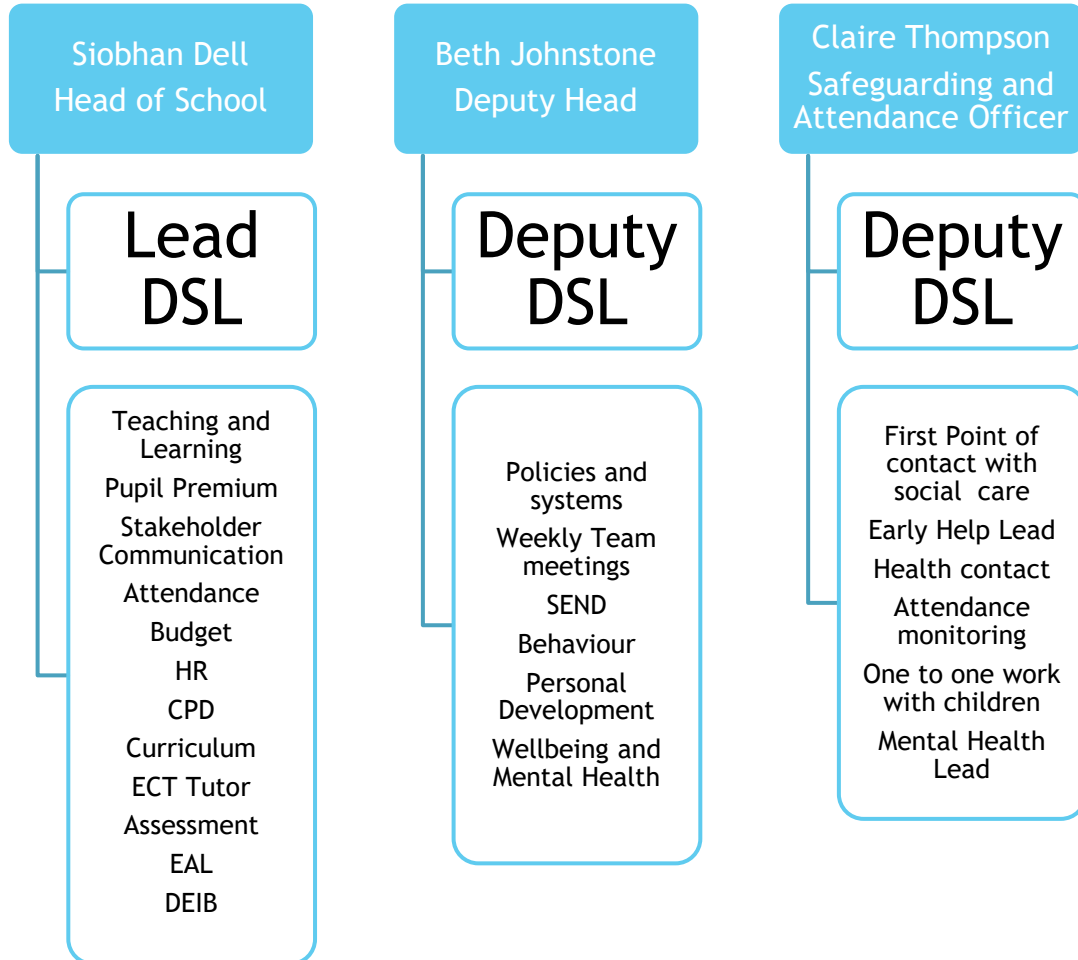 Siobhan Dell
Head of School
Lead
DSL
Teaching and
Learning
Pupil Premium
Stakeholder
Communication
Attendance
Budget
HR
CPD
Curriculum
ECT Tutor
Assessment
EAL
DEIB
Beth Johnstone
Deputy Head
Deputy
DSL
Policies and
systems
Weekly Team
meetings
SEND
Behaviour
Personal
Development
Wellbeing and
Mental Health
Claire Thompson
Safeguarding and
Attendance Officer
Deputy
DSL
First Point of
contact with
social care
Early Help Lead
Health contact
Attendance
monitoring
One to one work
with children
Mental Health
Lead